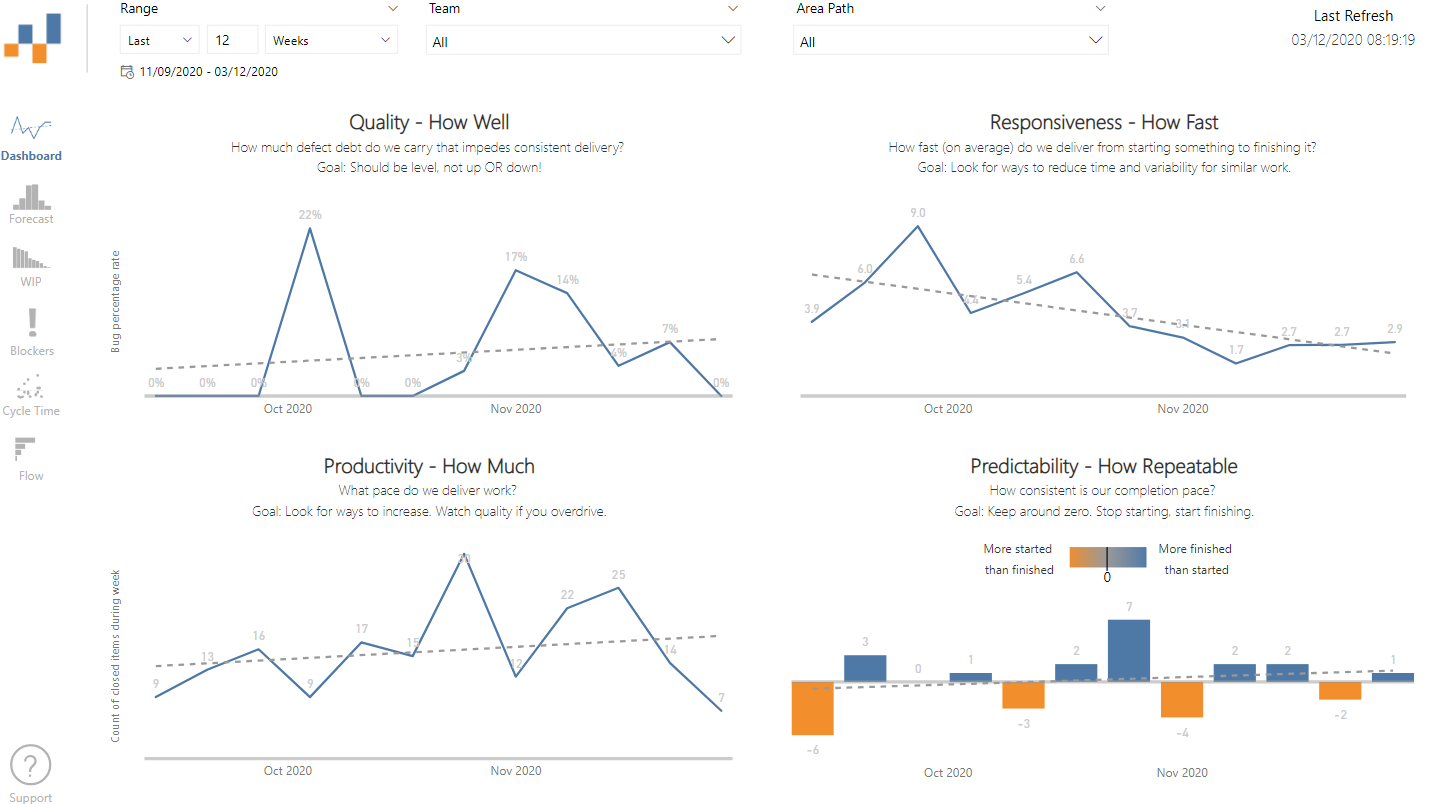 Range
Team
Area Path
Last Refresh
Last
12
Weeks
All
All
03/12/2020 08:19:19
11/09/2020 - 03/12/2020
Dashboard
Forecast
WIP
Blockers
Cycle Time
Flow
Support
Quality - How Well
How much defect debt do we carry that impedes consistent delivery?
Goal: Should be level, not up OR down!
Bug percentage rate
0%
0%
0%
22%
0%
0%
3%
17%
14%
4%
7%
0%
Oct 2020
Nov 2020
Responsiveness - How Fast
How fast (on average) do we deliver from starting something to finishing it?
Goal: Look for ways to reduce time and variability for similar work.
3.9
6.0
9.0
4.4
5.4
6.6
3.7
3.1
1.7
2.7
2.7
2.9
Oct 2020
Nov 2020
Productivity - How Much
What pace do we deliver work?
Goal: Look for ways to increase. Watch quality if you overdrive.
Count of closed items during week
9
13
16
9
17
15
30
12
22
25
14
7
Oct 2020
Nov 2020
Predictability - How Repeatable
How consistent is our completion pace?
Goal: Keep around zero. Stop starting, start finishing.
More started
than finished
0
More finished
than started
-6
3
0
1
-3
2
7
-4
2
2
-2
1
Oct 2020
Nov 2020